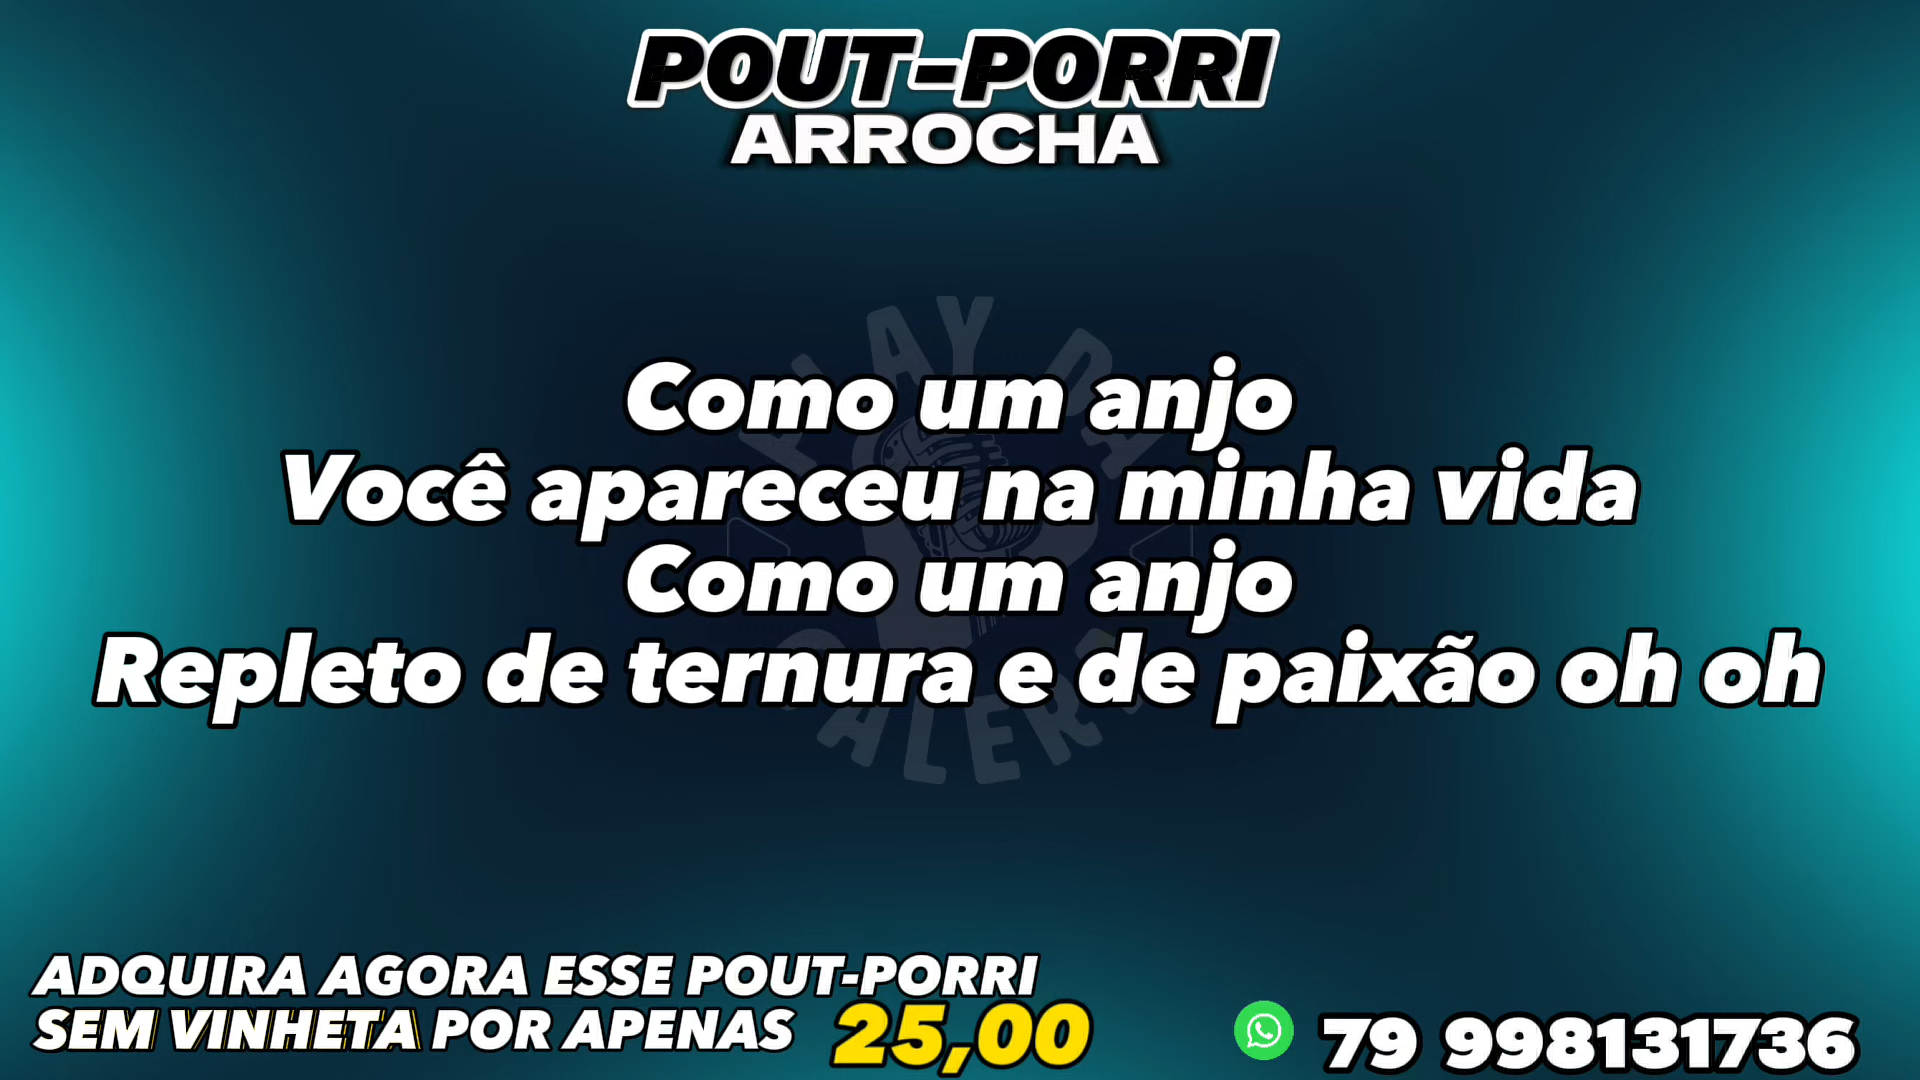 POUT-PORRI
ARROCHA
Como um anjo
Você apareceu na minha vida
Como um anjo
Repleto de ternura e de paixão oh oh
ADQUIRA AGORA ESSE POUT-PORRI
SEM VINHETA POR APENAS 25,00
79 998131736